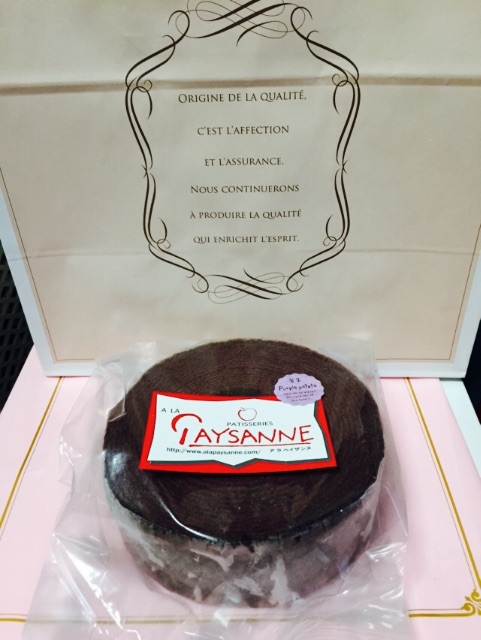 ORIGINE DE LA QUALITÉ,
C'EST L'AFFECTION
ET L'ASSURANCE.
NOUS CONTINUERONS
À PRODUIRE LA QUALITÉ
QUI ENRICHIT L'ESPRIT.
Purple potato
A LA
PATISSERIES
PAYSANNE
http://www.alapaysanne.com/ ア ラ ペイザンヌ